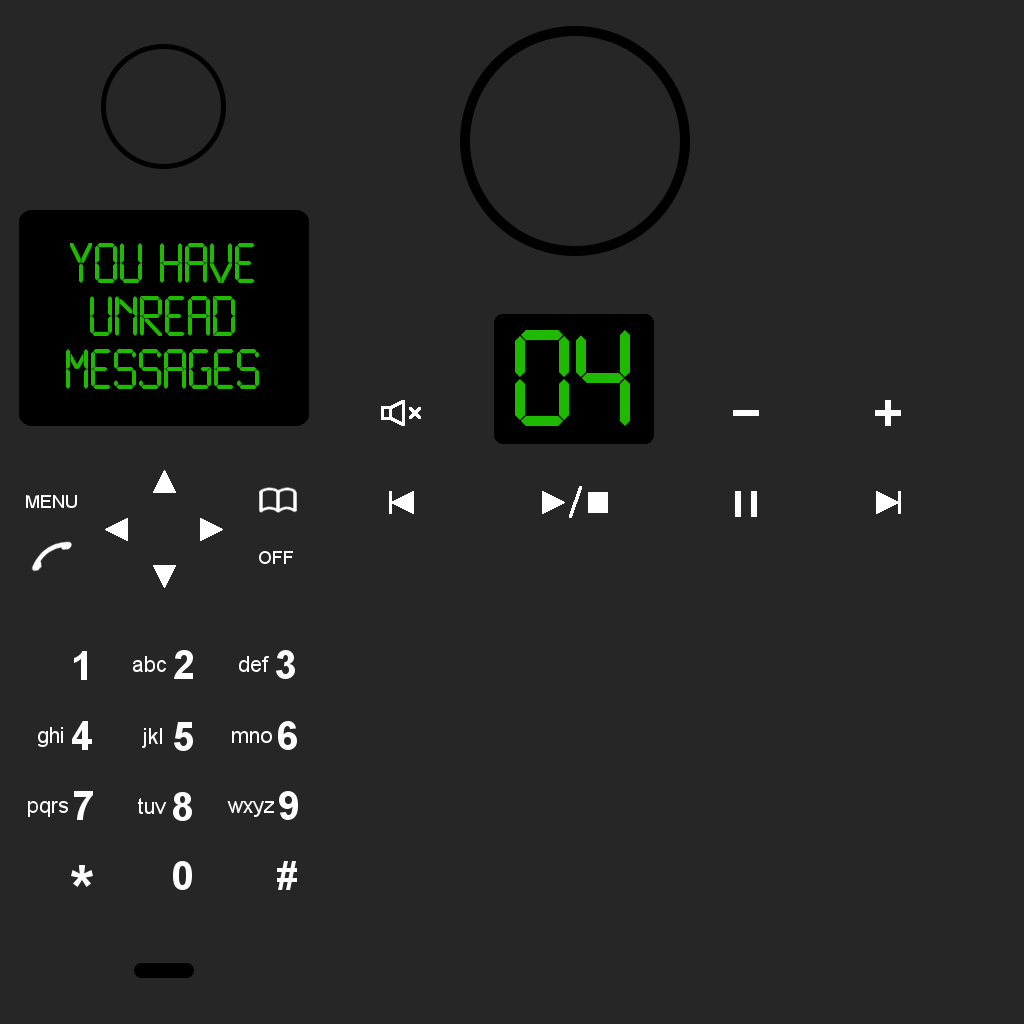 YOU HAVE
UNREAD
MESSAGES
04
MENU
OFF
1 abc 2 def 3
ghi 4 jkl 5 mno 6
pqrs 7 tuv 8 wxyz 9
* 0 #